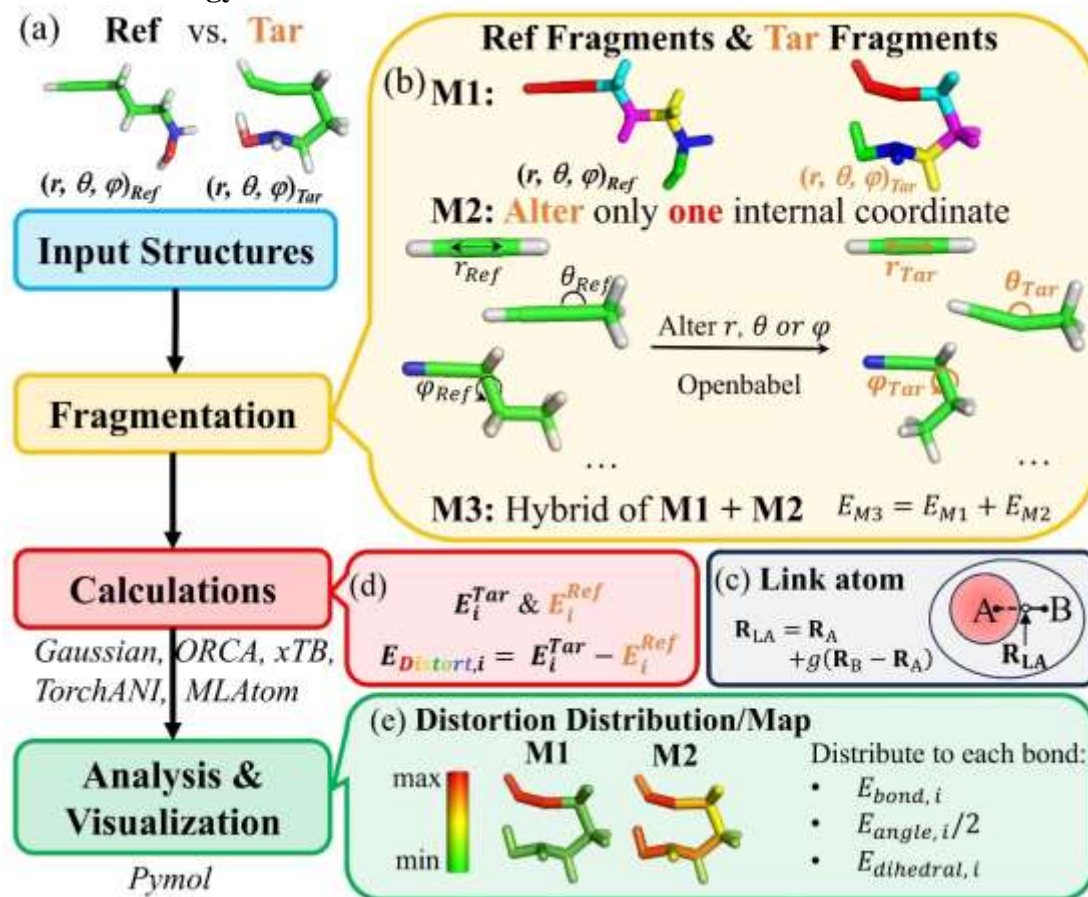 (a) Ref vs. Tar
(r, θ, φ)Ref (r, θ, φ)Tar
Input Structures
Fragmentation
Calculations
Gaussian, ORCA, xTB,
TorchANI, MLAtom
Analysis &
Visualization
Pymol
Ref Fragments & Tar Fragments
(b) M1:
(r, θ, φ)Ref (r, θ, φ)Tar
M2: Alter only one internal coordinate
rRef rTar
θRef θTar
Alter r, θ or φ
Openbabel
φRef φTar
... ...
M3: Hybrid of M1 + M2 EM3 = EM1 + EM2
(d)
EiTar & EiRef
EDistort,i = EiTar − EiRef
(c) Link atom
RLA = RA
+g(RB − RA)
A B
RLA
(e) Distortion Distribution/Map
M1 M2
max
min
Distribute to each bond:
• Ebond,i
• Eangle,i/2
• Edihedral,i